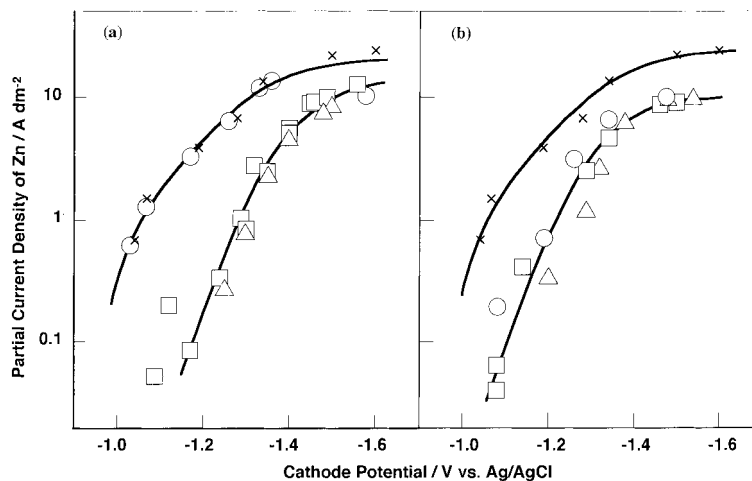 (a)
(b)
Partial Current Density of Zn / A dm⁻²
10
1
0.1
-1.0 -1.2 -1.4 -1.6
-1.0 -1.2 -1.4 -1.6
Cathode Potential / V vs. Ag/AgCl